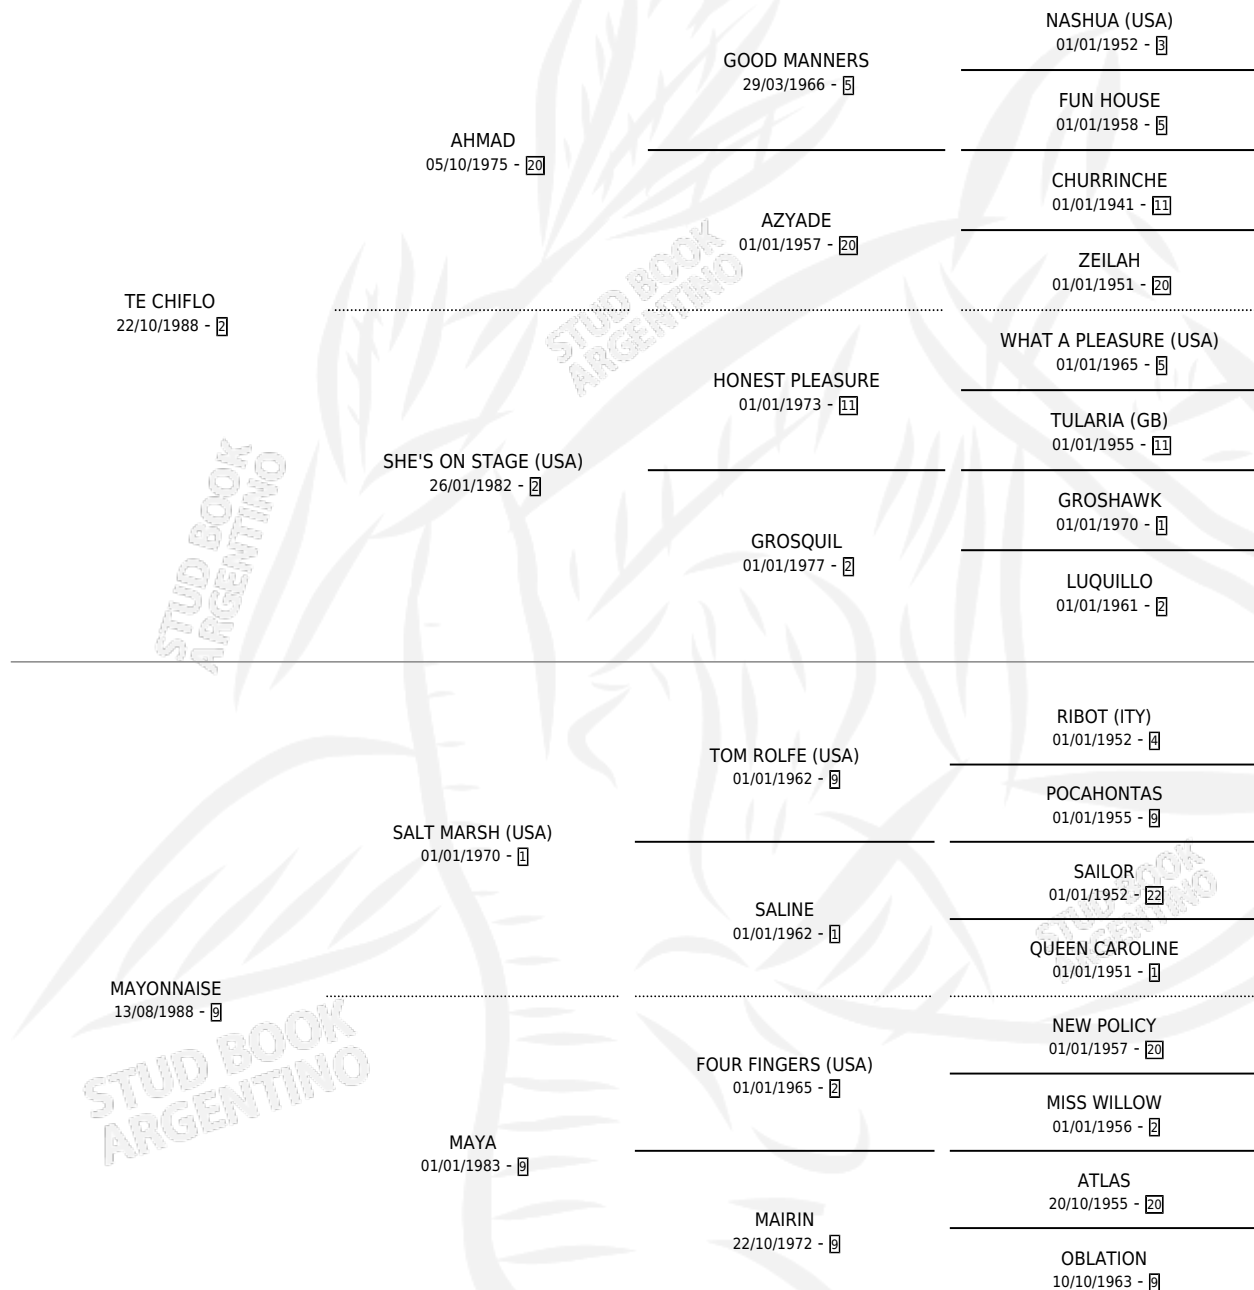 NASHUA (USA)
01/01/1952 - 3
GOOD MANNERS
29/03/1966 - 5
FUN HOUSE
01/01/1958 - 5
AHMAD
05/10/1975 - 20
CHURRINCHE
01/01/1941 - 11
AZYADE
01/01/1957 - 20
ZEILAH
01/01/1951 - 20
TE CHIFLO
22/10/1988 - 2
STUD BOOK
ARGENTINO
WHAT A PLEASURE (USA)
01/01/1965 - 5
HONEST PLEASURE
01/01/1973 - 11
TULARIA (GB)
01/01/1955 - 11
SHE'S ON STAGE (USA)
26/01/1982 - 2
GROSHAWK
01/01/1970 - 1
GROSQUIL
01/01/1977 - 2
LUQUILLO
01/01/1961 - 2
STUD BOOK
ARGENTINO
RIBOT (ITY)
01/01/1952 - 4
TOM ROLFE (USA)
01/01/1962 - 9
POCAHONTAS
01/01/1955 - 9
SALT MARSH (USA)
01/01/1970 - 1
SAILOR
01/01/1952 - 22
SALINE
01/01/1962 - 1
QUEEN CAROLINE
01/01/1951 - 1
STUD BOOK
ARGENTINO
MAYONNAISE
13/08/1988 - 9
NEW POLICY
01/01/1957 - 20
FOUR FINGERS (USA)
01/01/1965 - 2
MISS WILLOW
01/01/1956 - 2
STUD BOOK
ARGENTINO
MAYA
01/01/1983 - 9
ATLAS
20/10/1955 - 20
MAIRIN
22/10/1972 - 9
OBLATION
10/10/1963 - 9